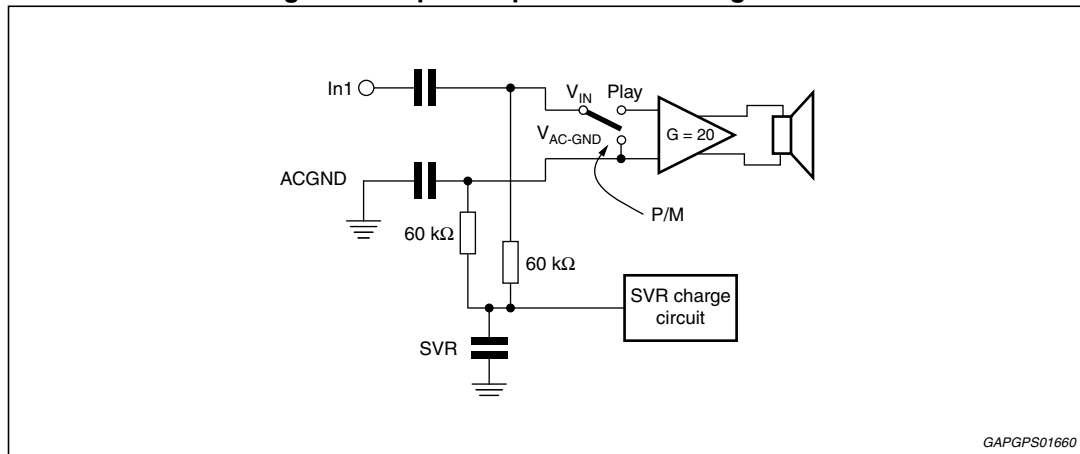 In1
V_IN
Play
V_AC-GND
G = 20
ACGND
P/M
60 kΩ
60 kΩ
SVR charge
circuit
SVR
GAPGPS01660